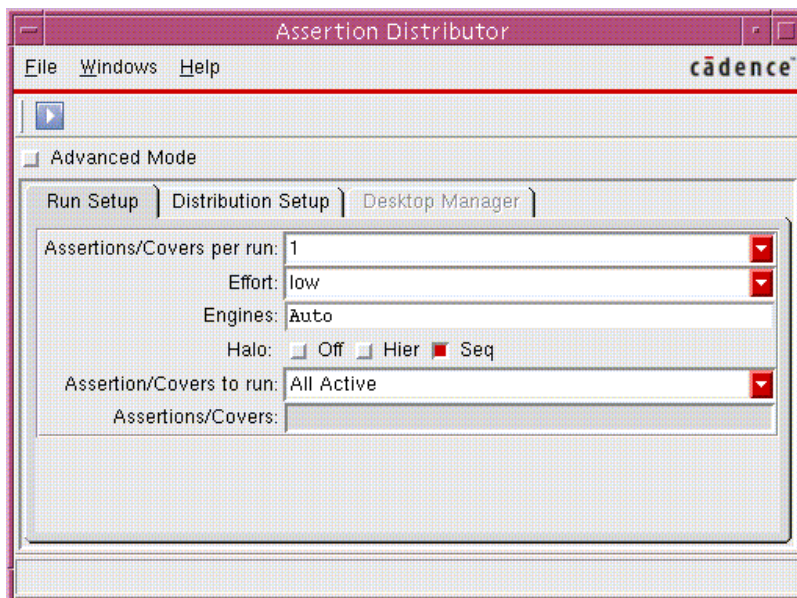 Assertion Distributor
File Windows Help cādence™
Advanced Mode
Run Setup Distribution Setup Desktop Manager
Assertions/Covers per run: 1
Effort: low
Engines: Auto
Halo: Off Hier Seq
Assertion/Covers to run: All Active
Assertions/Covers: